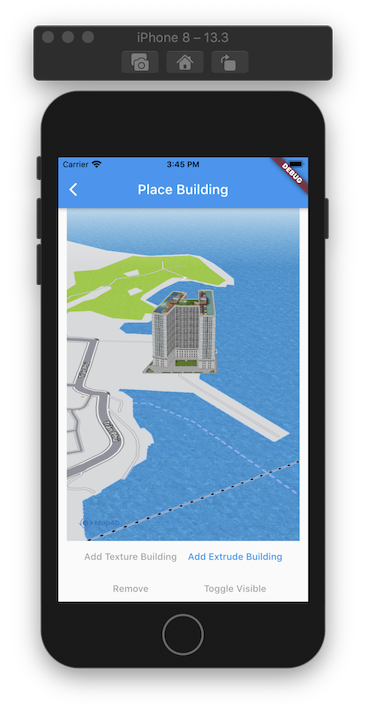 iPhone 8 – 13.3
Carrier 3:45 PM
DEBUG
Place Building
Map4D
Add Texture Building Add Extrude Building
Remove Toggle Visible